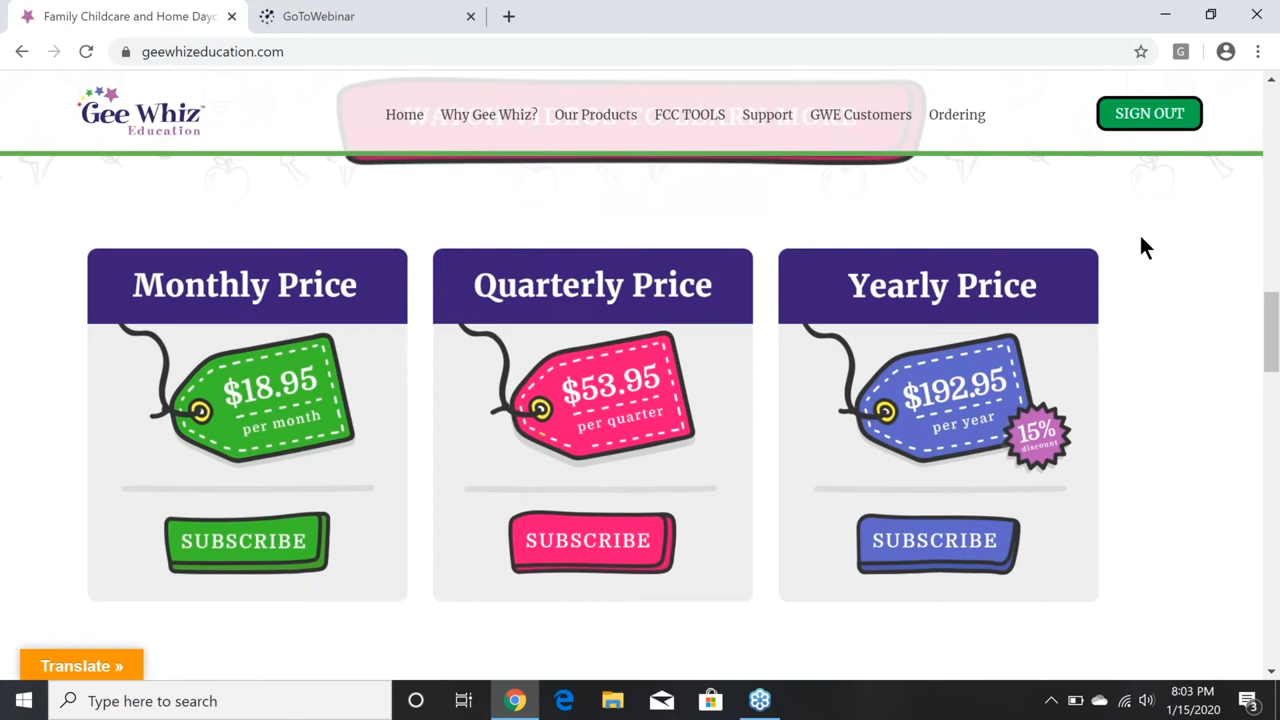 Family Childcare and Home Dayc
GoToWebinar
geewhizeducation.com
G
Gee Whiz™
Education
Home
Why Gee Whiz?
Our Products
FCC TOOLS
Support
GWE Customers
Ordering
SIGN OUT
Monthly Price
Quarterly Price
Yearly Price
$18.95
per month
$53.95
per quarter
$192.95
per year
15%
discount
SUBSCRIBE
SUBSCRIBE
SUBSCRIBE
Translate »
Type here to search
8:03 PM
1/15/2020
3